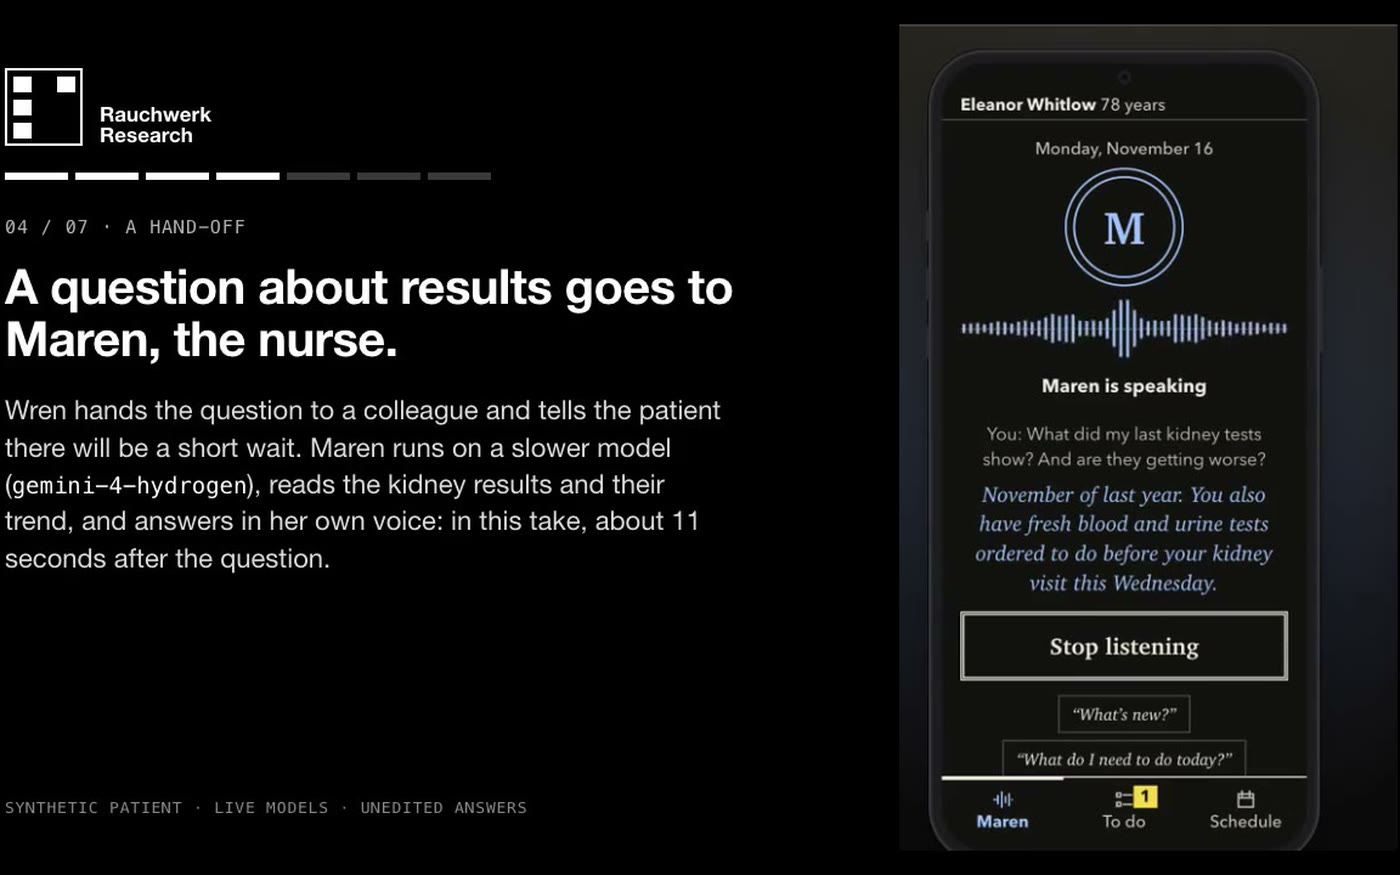 Rauchwerk
Research
04 / 07 · A HAND-OFF
A question about results goes to
Maren, the nurse.
Wren hands the question to a colleague and tells the patient
there will be a short wait. Maren runs on a slower model
(gemini-4-hydrogen), reads the kidney results and their
trend, and answers in her own voice: in this take, about 11
seconds after the question.
SYNTHETIC PATIENT · LIVE MODELS · UNEDITED ANSWERS
Eleanor Whitlow 78 years
Monday, November 16
M
Maren is speaking
You: What did my last kidney tests
show? And are they getting worse?
November of last year. You also
have fresh blood and urine tests
ordered to do before your kidney
visit this Wednesday.
Stop listening
“What’s new?”
“What do I need to do today?”
1
Maren To do Schedule